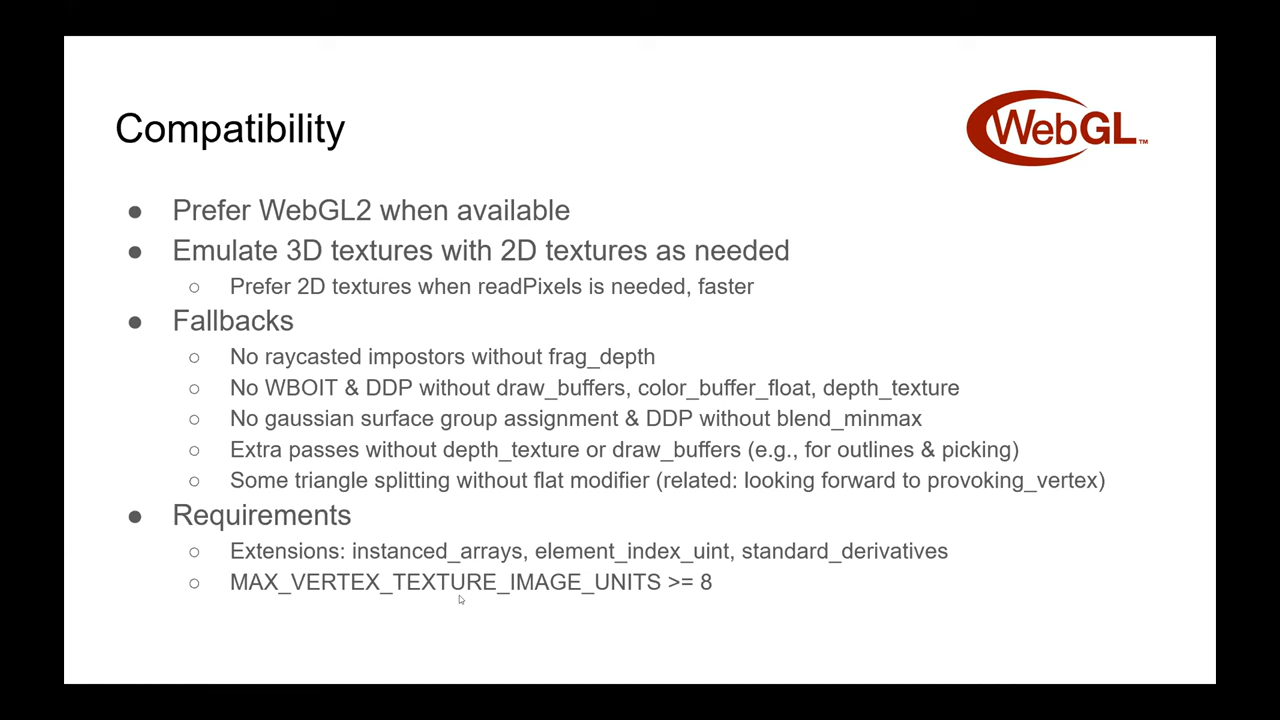 Compatibility
WebGL™
● Prefer WebGL2 when available
● Emulate 3D textures with 2D textures as needed
○ Prefer 2D textures when readPixels is needed, faster
● Fallbacks
○ No raycasted impostors without frag_depth
○ No WBOIT & DDP without draw_buffers, color_buffer_float, depth_texture
○ No gaussian surface group assignment & DDP without blend_minmax
○ Extra passes without depth_texture or draw_buffers (e.g., for outlines & picking)
○ Some triangle splitting without flat modifier (related: looking forward to provoking_vertex)
● Requirements
○ Extensions: instanced_arrays, element_index_uint, standard_derivatives
○ MAX_VERTEX_TEXTURE_IMAGE_UNITS >= 8